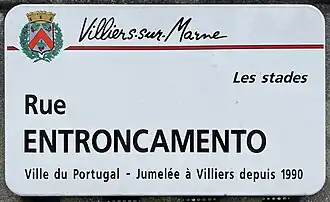 Villiers-sur-Marne
Les stades
Rue
ENTRONCAMENTO
Ville du Portugal - Jumelée à Villiers depuis 1990